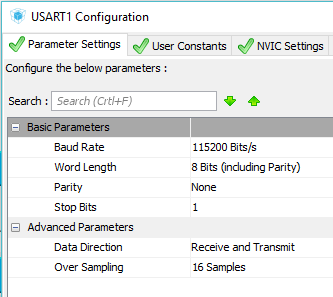 USART1 Configuration
Parameter Settings User Constants NVIC Settings
Configure the below parameters :
Search : Search (Crtl+F)
Basic Parameters
Baud Rate 115200 Bits/s
Word Length 8 Bits (including Parity)
Parity None
Stop Bits 1
Advanced Parameters
Data Direction Receive and Transmit
Over Sampling 16 Samples